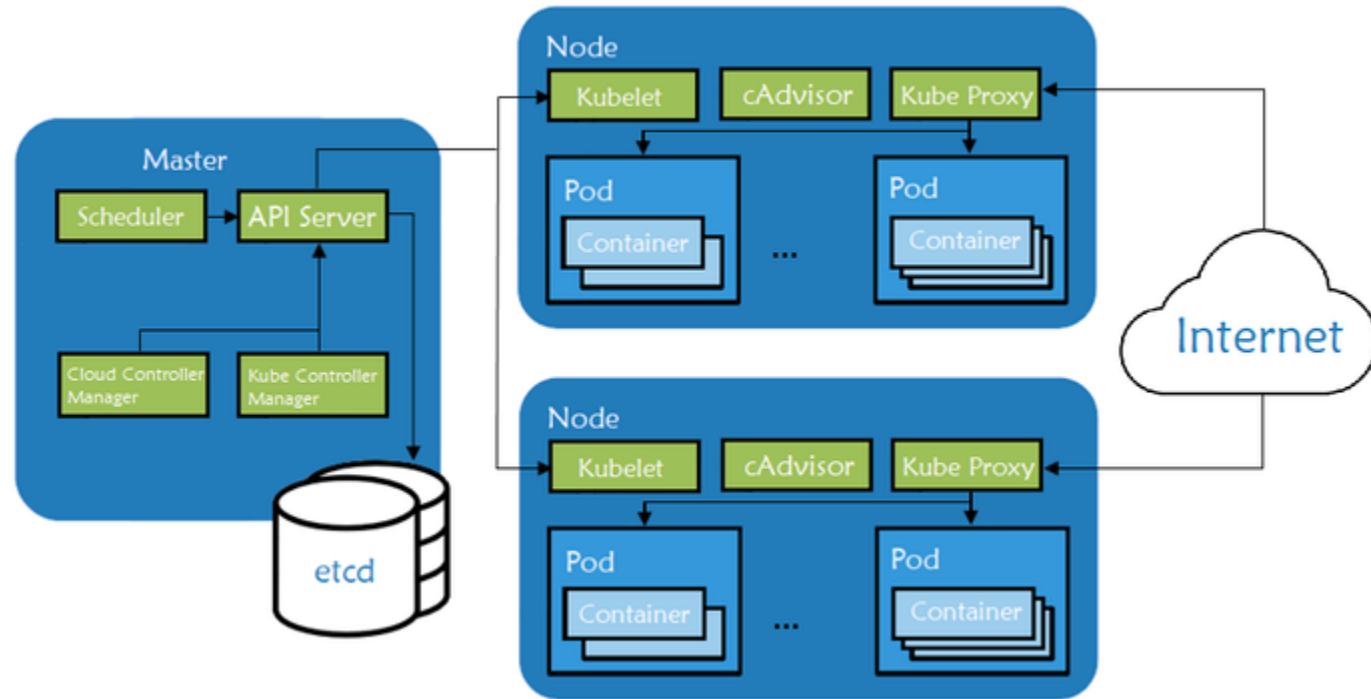 Master
Scheduler
API Server
Cloud Controller
Manager
Kube Controller
Manager
etcd
Node
Kubelet
cAdvisor
Kube Proxy
Pod
Container
...
Pod
Container
Node
Kubelet
cAdvisor
Kube Proxy
Pod
Container
...
Pod
Container
Internet